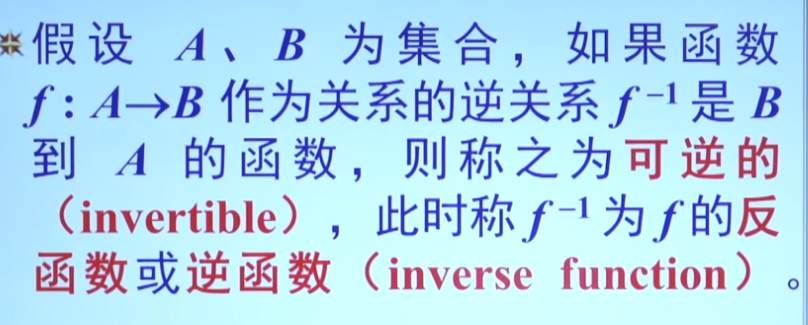 假设 A、B 为集合，如果函数
f : A→B 作为关系的逆关系 f⁻¹ 是 B
到 A 的函数，则称之为可逆的
（invertible），此时称 f⁻¹ 为 f 的反
函数或逆函数（inverse function）。